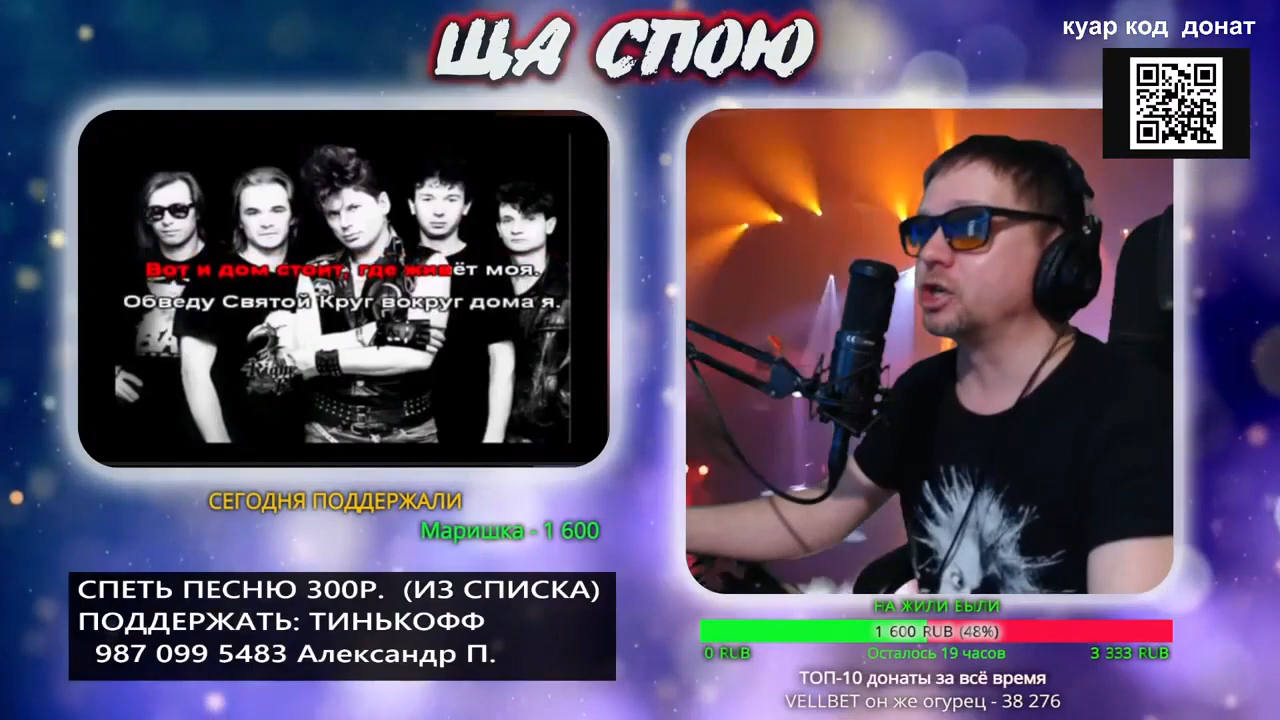 ЩА СПОЮ
куар код донат
Вот и дом стоит, где живёт моя.
Обведу Святой Круг вокруг дома я.
СЕГОДНЯ ПОДДЕРЖАЛИ
Маришка - 1 600
СПЕТЬ ПЕСНЮ 300Р. (ИЗ СПИСКА)
ПОДДЕРЖАТЬ: ТИНЬКОФФ
987 099 5483 Александр П.
НА ЖИЛИ БЫЛИ
1 600 RUB (48%)
0 RUB
Осталось 19 часов
3 333 RUB
ТОП-10 донаты за всё время
VELLBET он же огурец - 38 276